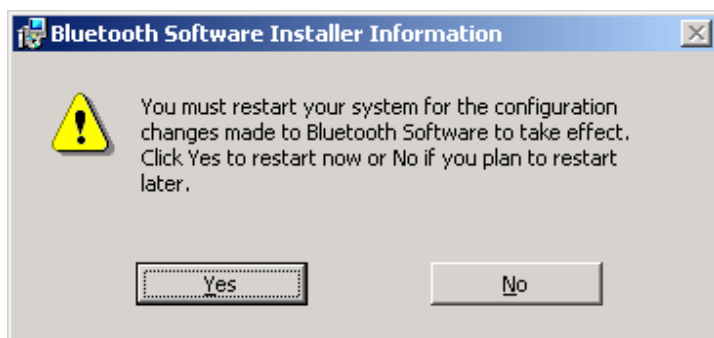 Bluetooth Software Installer Information
You must restart your system for the configuration
changes made to Bluetooth Software to take effect.
Click Yes to restart now or No if you plan to restart
later.
Yes
No